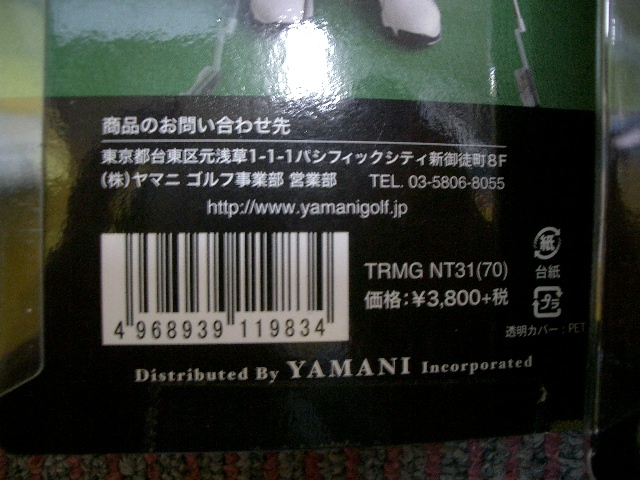 商品のお問い合わせ先
東京都台東区元浅草1-1-1パシフィックシティ新御徒町8F
(株)ヤマニ ゴルフ事業部 営業部 TEL. 03-5806-8055
http://www.yamanigolf.jp
TRMG NT31(70)
価格:¥3,800+税
4 968939 119834
紙
台紙
プラ
透明カバー:PET
Distributed By YAMANI Incorporated